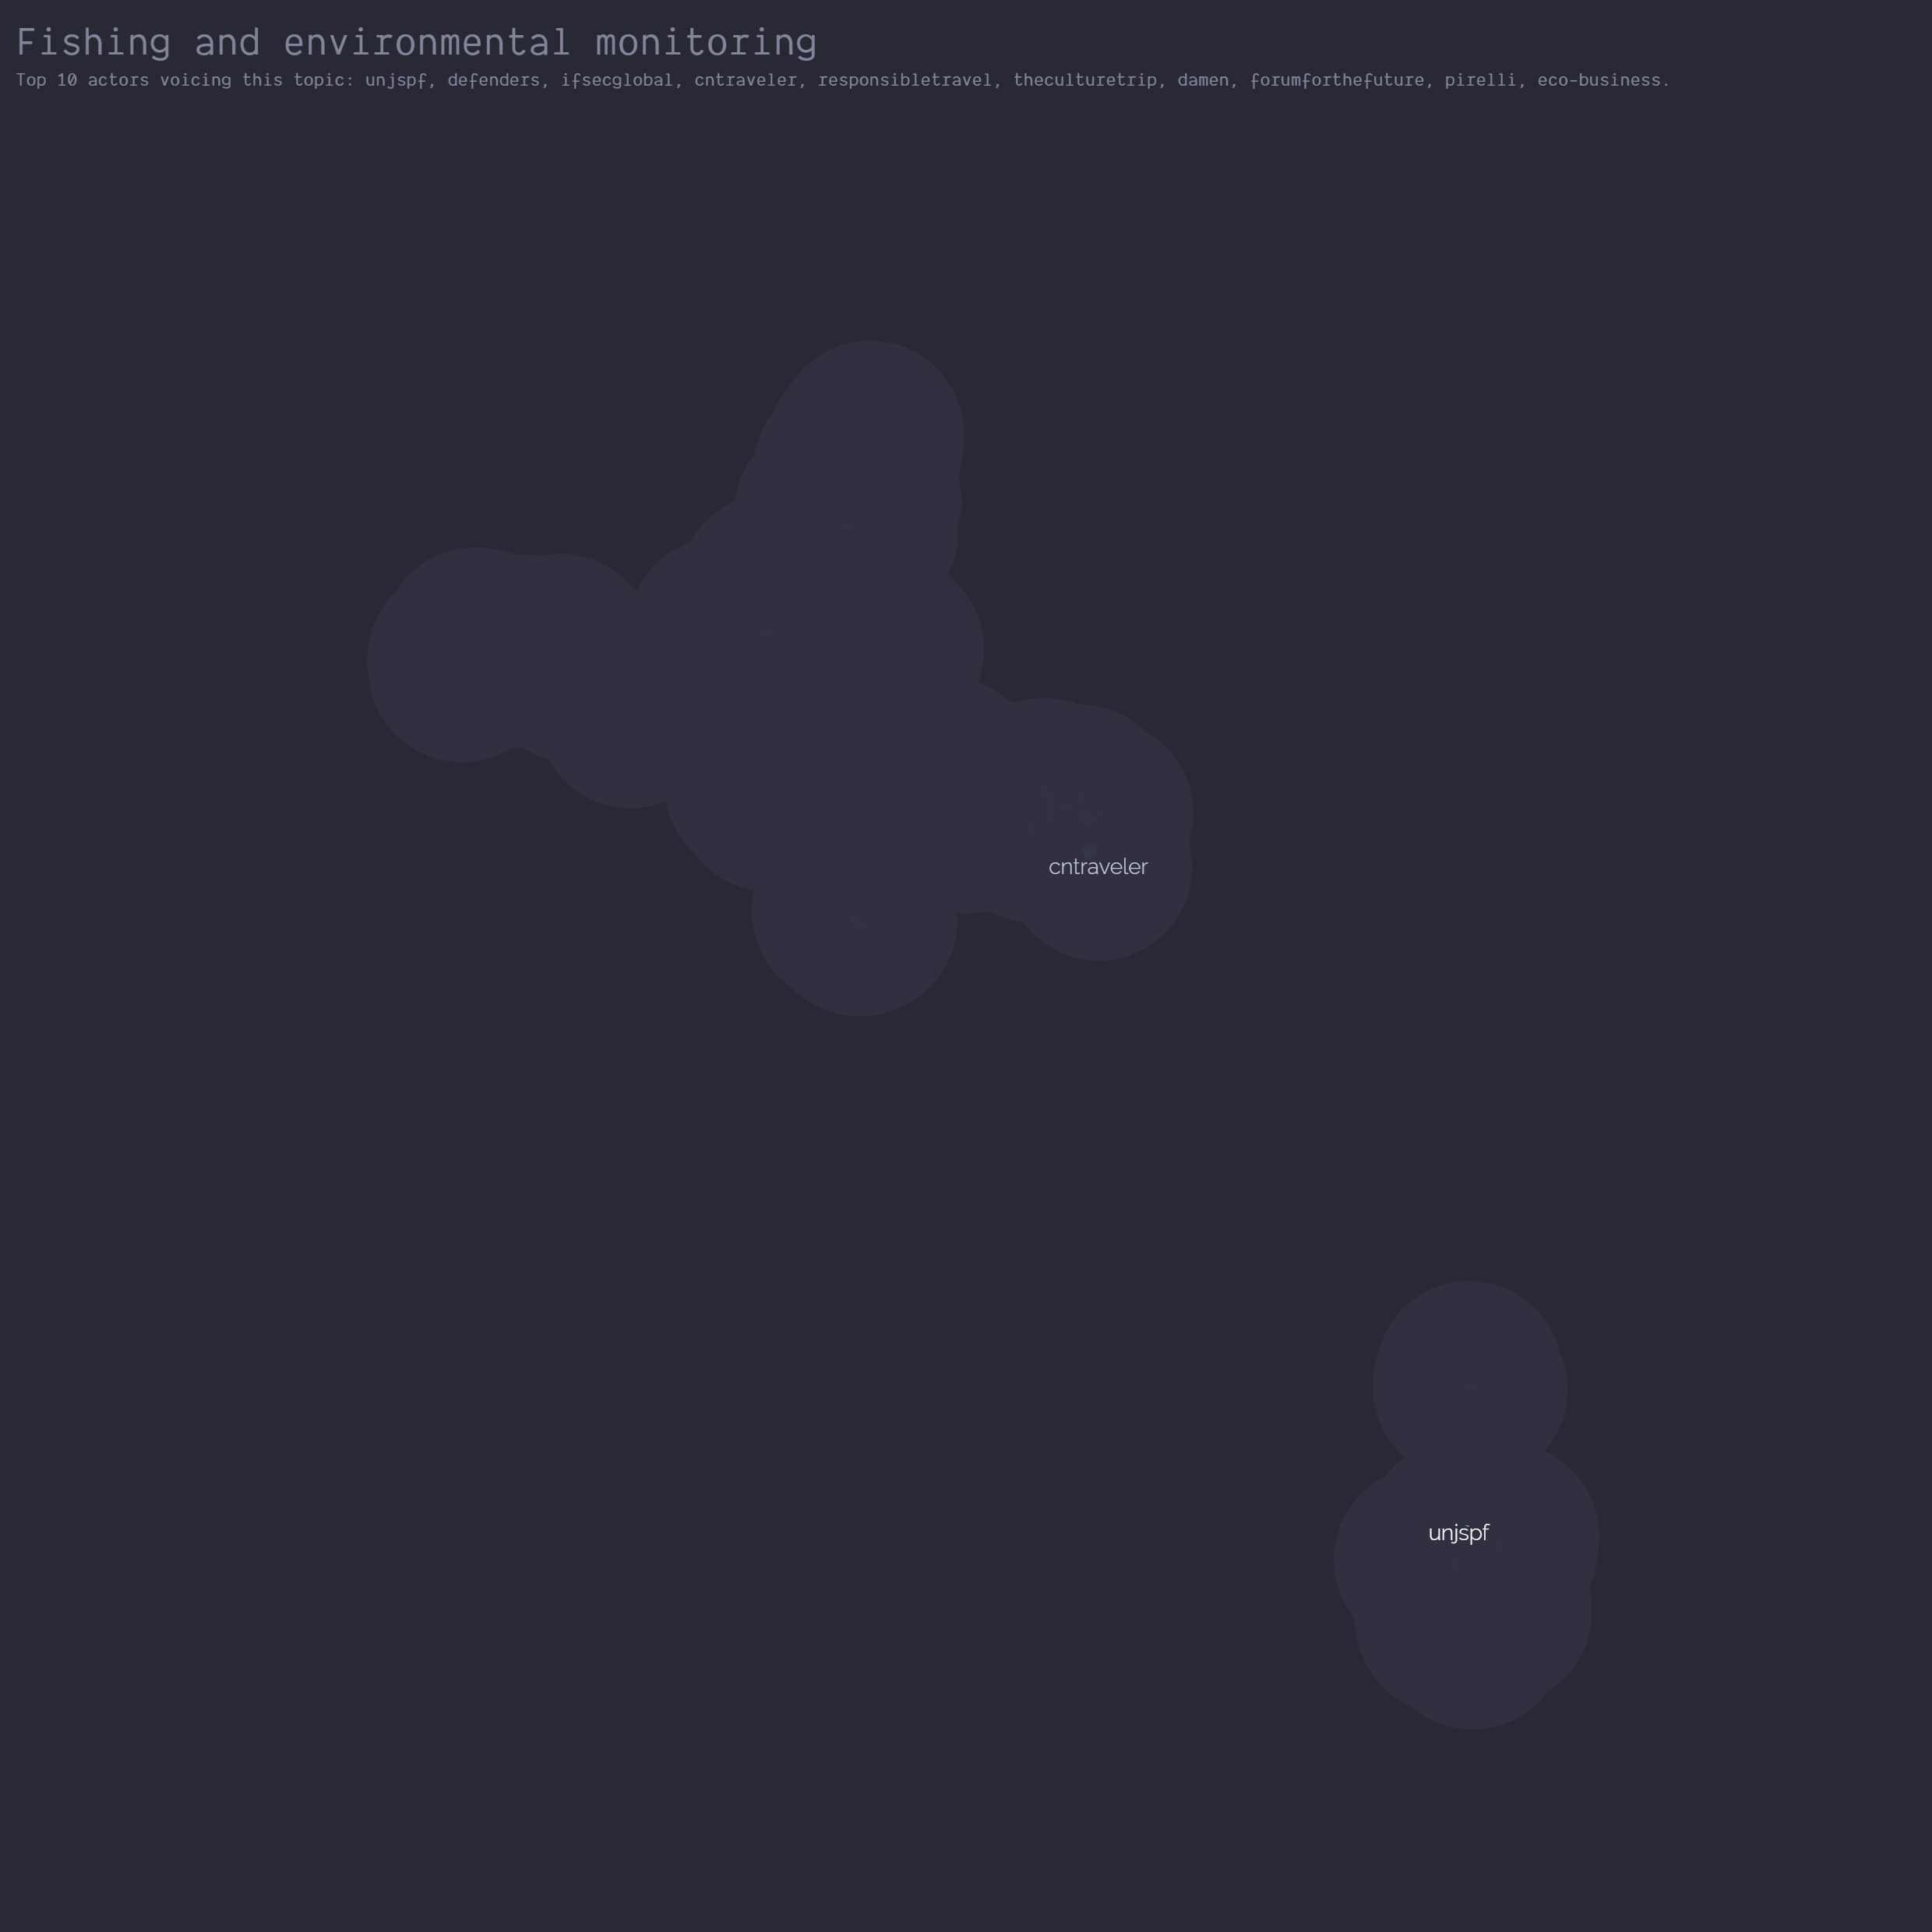 Fishing and environmental monitoring
Top 10 actors voicing this topic: unjspf, defenders, ifsecglobal, cntraveler, responsibletravel, theculturetrip, damen, forumforthefuture, pirelli, eco-business.
cntraveler
unjspf